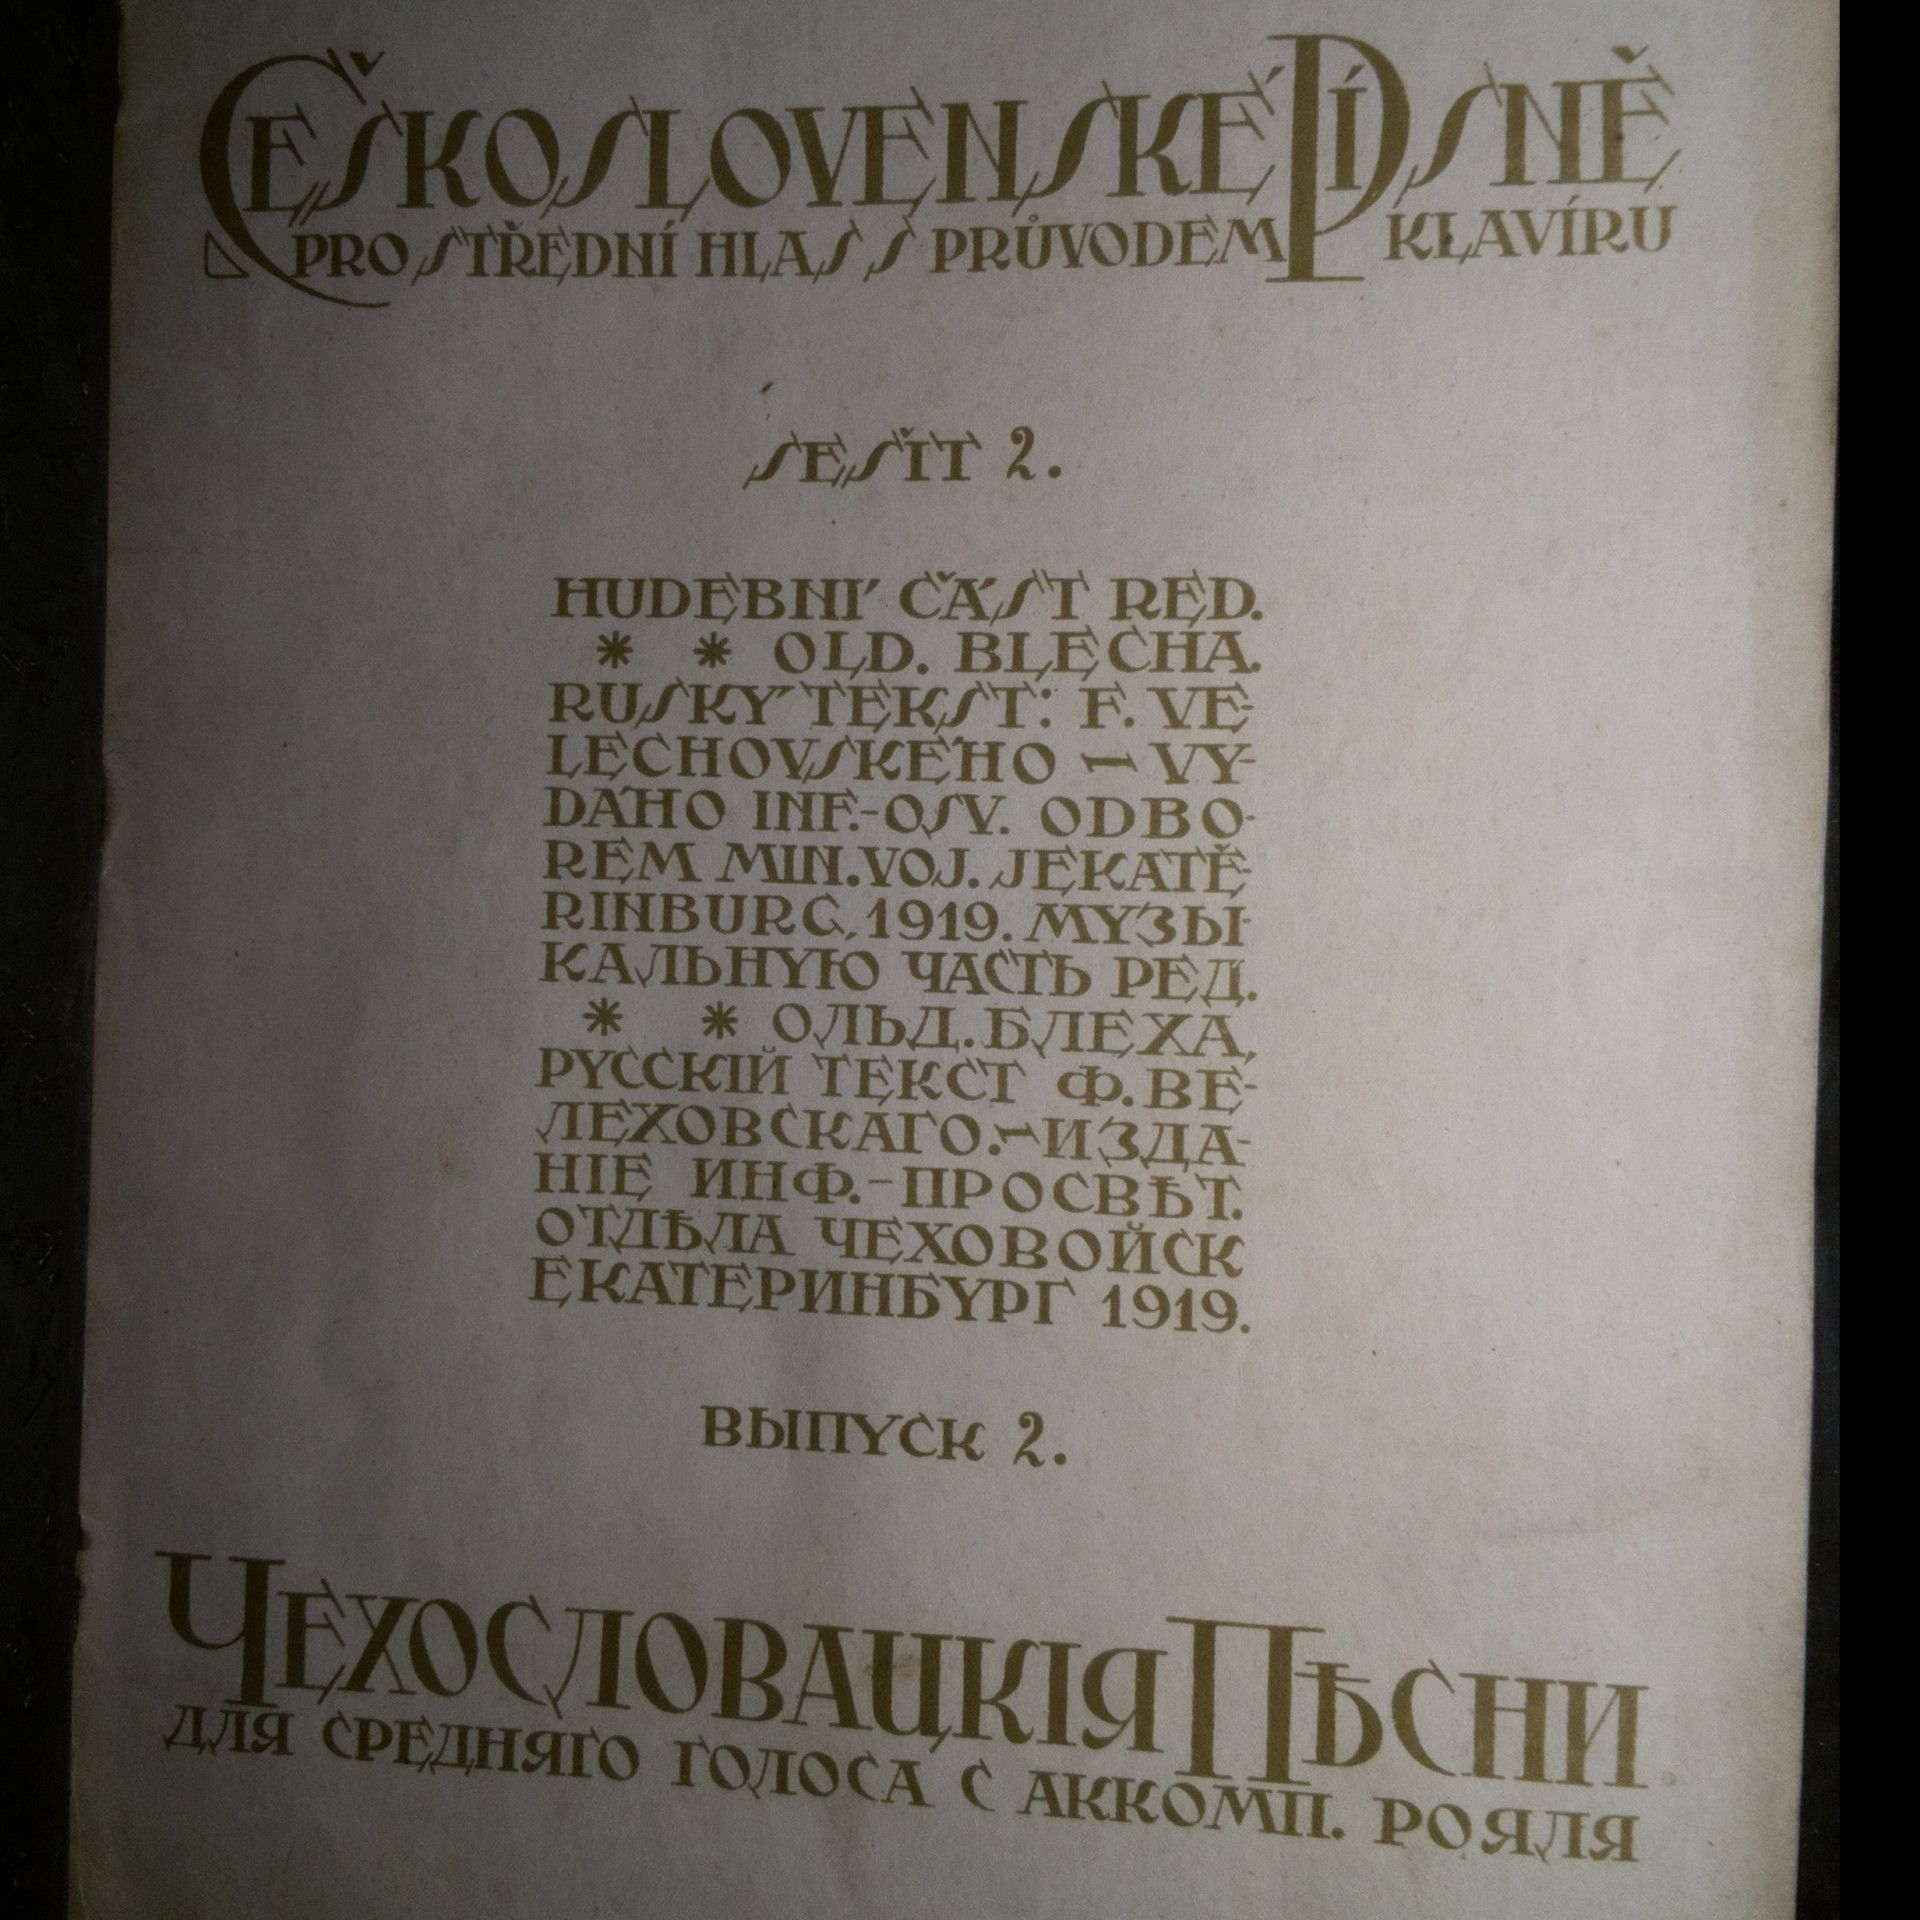 ČESKOSLOVENSKÉ PÍSNĚ
PRO STŘEDNÍ HLAS S PRŮVODEM KLAVÍRU
SEŠIT 2.
HUDEBNÍ ČÁST RED.
* * OLD. BLECHA.
RUSKÝ TEKST: F. VE-
LECHOVSKÉHO — VY-
DÁHO INF.-OSV. ODBO-
REM MIN. VOJ. JEKATĚ-
RINBURG, 1919. МУЗЫ-
КАЛЬНУЮ ЧАСТЬ РЕД.
* * ОЛЬД. БЛЕХА,
РУССКІЙ ТЕКСТ Ф. ВЕ-
ЛЕХОВСКАГО. — ИЗДА-
НІЕ ИНФ.-ПРОСВѢТ.
ОТДѢЛА ЧЕХОВОЙСК
ЕКАТЕРИНБУРГ 1919.
ВЫПУСК 2.
ЧЕХОСЛОВАЦКІЯ ПѢСНИ
ДЛЯ СРЕДНЯГО ГОЛОСА С АККОМП. РОЯЛЯ